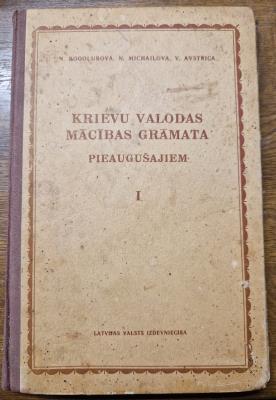 N. BOGOLUBOVA, N. MICHAILOVA, V. AVSTRICA
KRIEVU VALODAS
MĀCĪBAS GRĀMATA
PIEAUGUŠAJIEM
I
LATVIJAS VALSTS IZDEVNIECĪBA